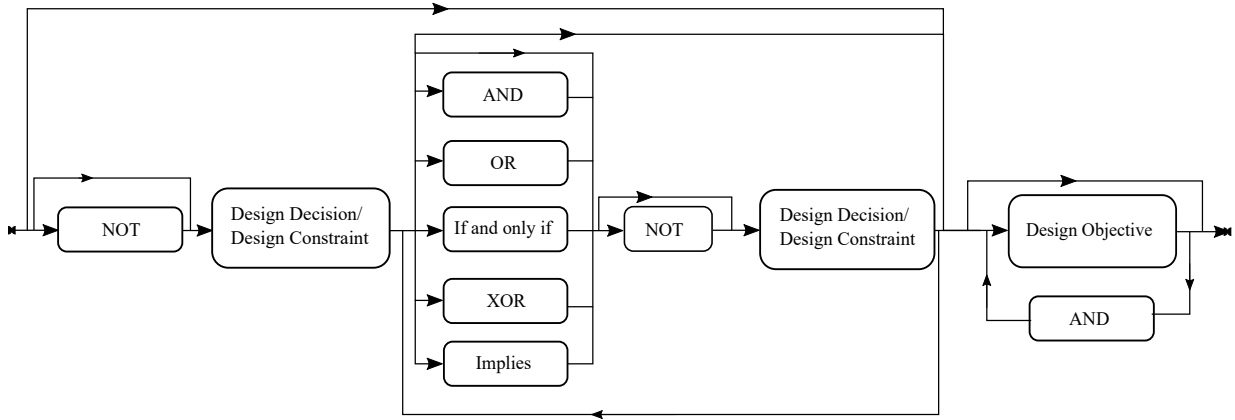 NOT
Design Decision/
Design Constraint
AND
OR
If and only if
XOR
Implies
NOT
Design Decision/
Design Constraint
Design Objective
AND